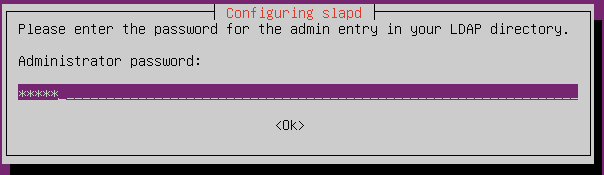 Configuring slapd
Please enter the password for the admin entry in your LDAP directory.
Administrator password:
*****
<Ok>